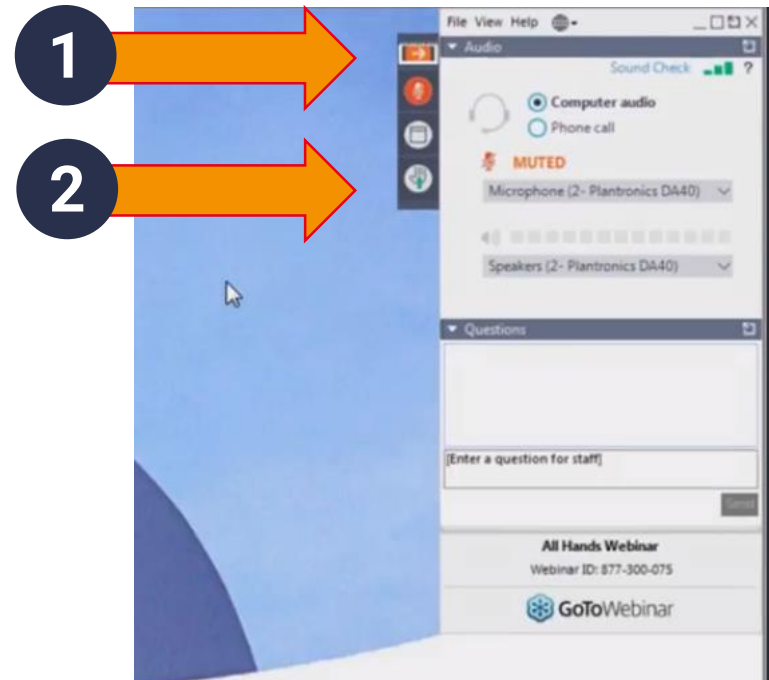 1
2
File View Help
Audio
Sound Check ?
Computer audio
Phone call
MUTED
Microphone (2- Plantronics DA40)
Speakers (2- Plantronics DA40)
Questions
[Enter a question for staff]
Send
All Hands Webinar
Webinar ID: 877-300-075
GoToWebinar